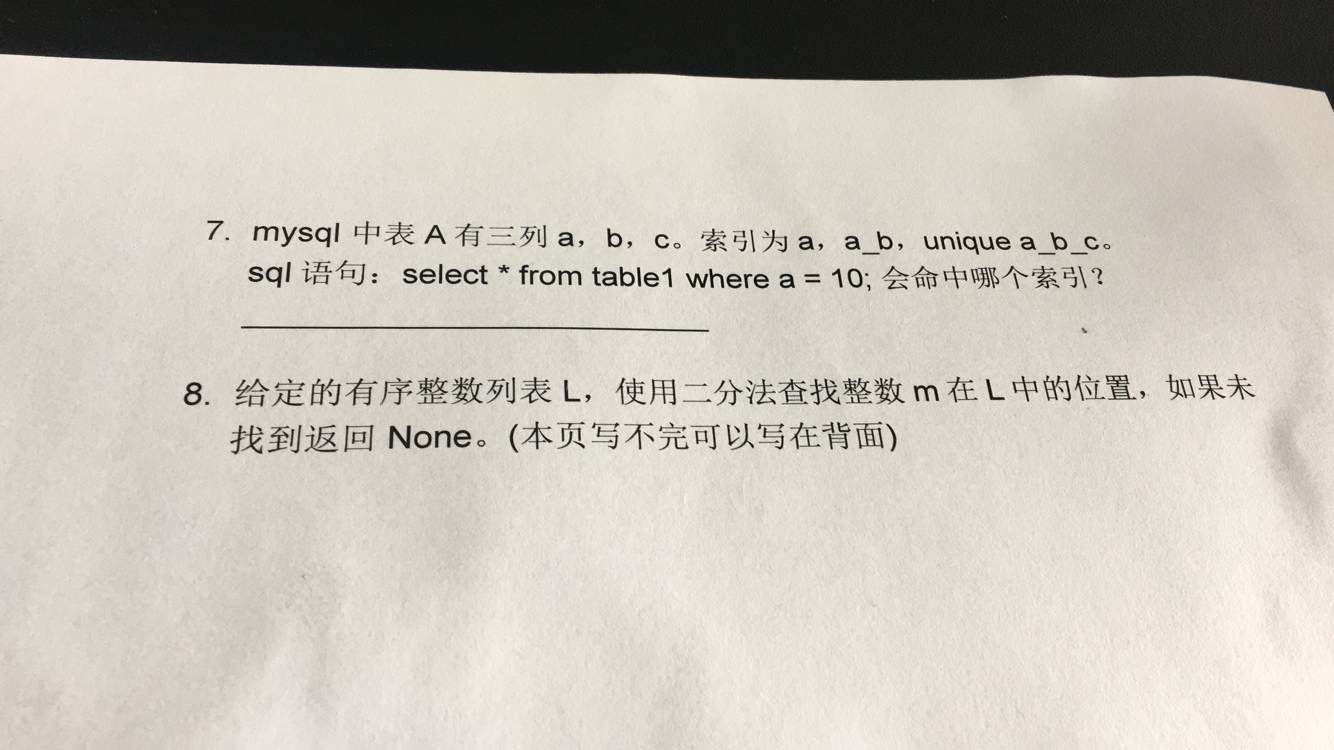 7. mysql 中表 A 有三列 a，b，c。索引为 a，a_b，unique a_b_c。
sql 语句：select * from table1 where a = 10; 会命中哪个索引？
8. 给定的有序整数列表 L，使用二分法查找整数 m 在 L 中的位置，如果未
找到返回 None。(本页写不完可以写在背面)